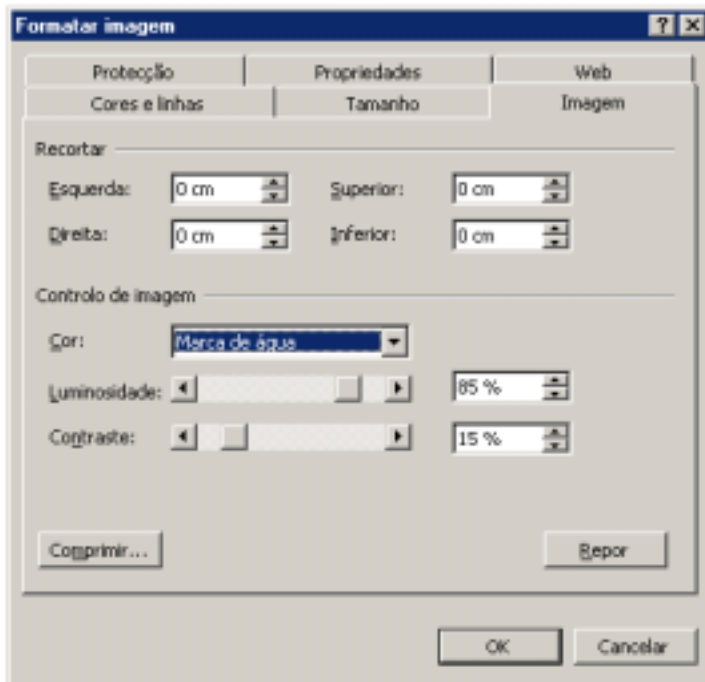 Formatar imagem
Protecção Propriedades Web
Cores e linhas Tamanho Imagem
Recortar
Esquerda: 0 cm Superior: 0 cm
Direita: 0 cm Inferior: 0 cm
Controlo de imagem
Cor: Marca de água
Luminosidade: 85 %
Contraste: 15 %
Comprimir... Repor
OK Cancelar